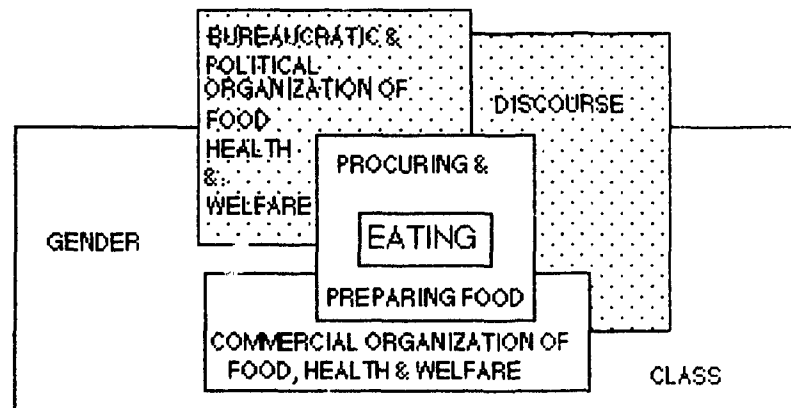 BUREAUCRATIC &
POLITICAL
ORGANIZATION OF
FOOD
HEALTH
&
WELFARE
DISCOURSE
PROCURING &
EATING
PREPARING FOOD
GENDER
COMMERCIAL ORGANIZATION OF
FOOD, HEALTH & WELFARE
CLASS